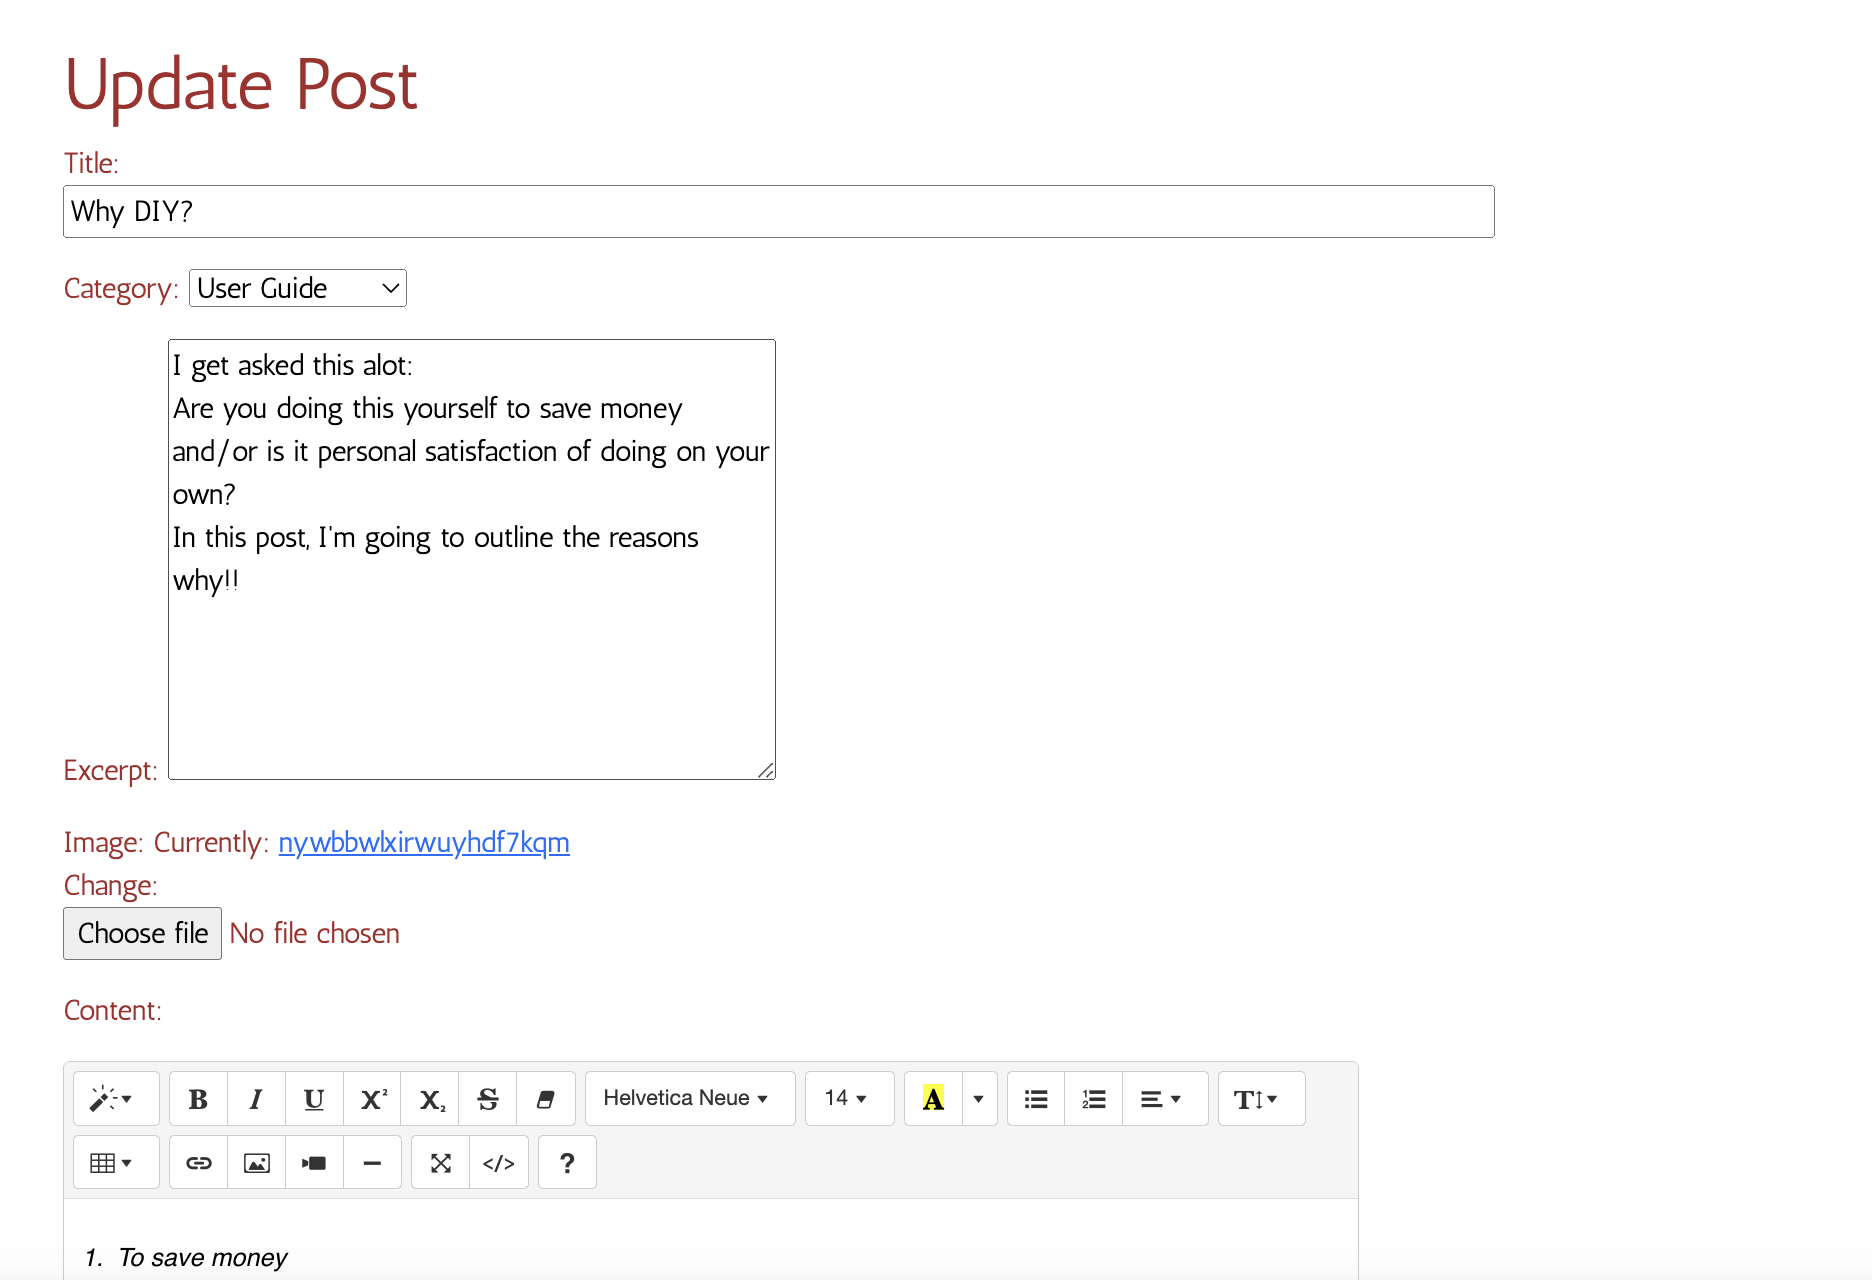 Update Post
Title:
Why DIY?
Category: User Guide
I get asked this alot:
Are you doing this yourself to save money
and/or is it personal satisfaction of doing on your
own?
In this post, I'm going to outline the reasons
why!!
Excerpt:
Image: Currently: nywbbwlxirwuyhdf7kqm
Change:
Choose file No file chosen
Content:
B I U X² X₂ S Helvetica Neue 14 A T
</> ?
1. To save money